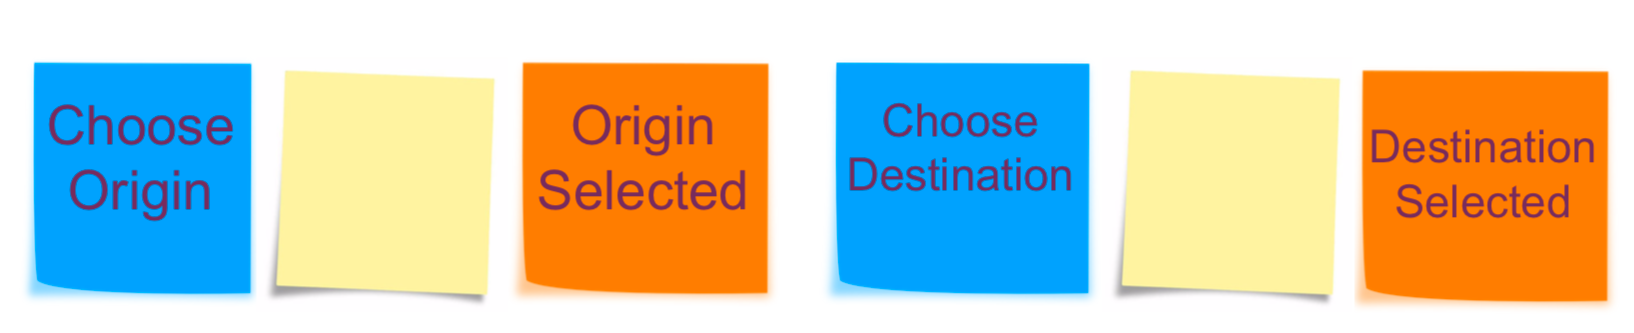 Choose
Origin
Origin
Selected
Choose
Destination
Destination
Selected